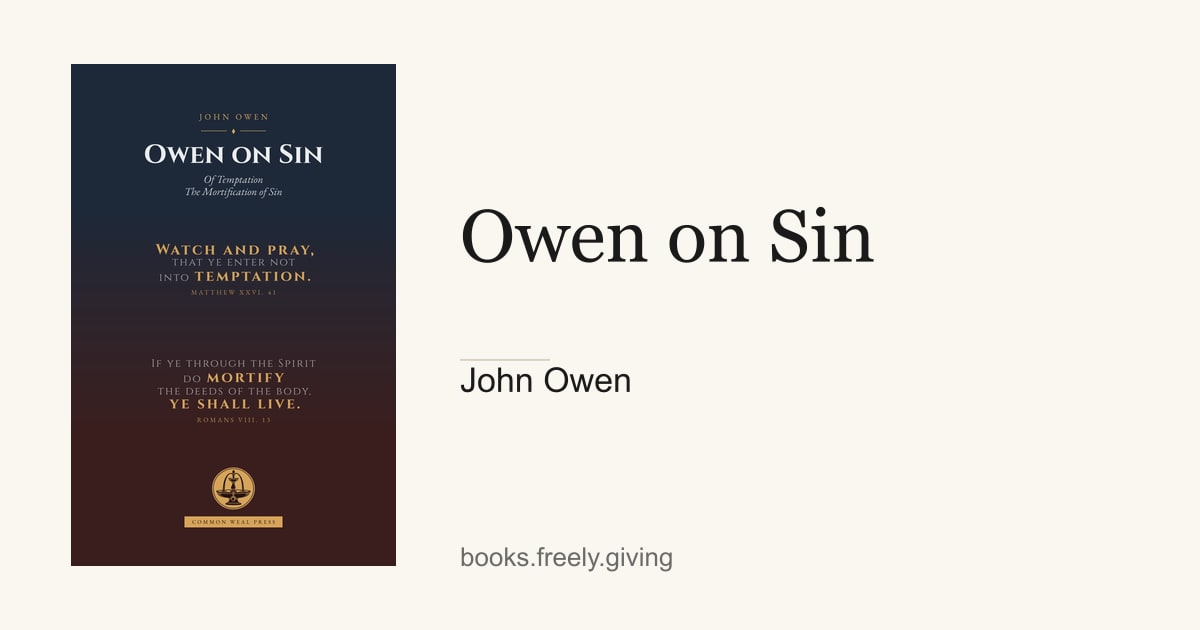 JOHN OWEN
OWEN ON SIN
Of Temptation
The Mortification of Sin
WATCH AND PRAY,
THAT YE ENTER NOT
INTO TEMPTATION.
MATTHEW XXVI. 41
IF YE THROUGH THE SPIRIT
DO MORTIFY
THE DEEDS OF THE BODY,
YE SHALL LIVE.
ROMANS VIII. 13
COMMON WEAL PRESS
Owen on Sin
John Owen
books.freely.giving